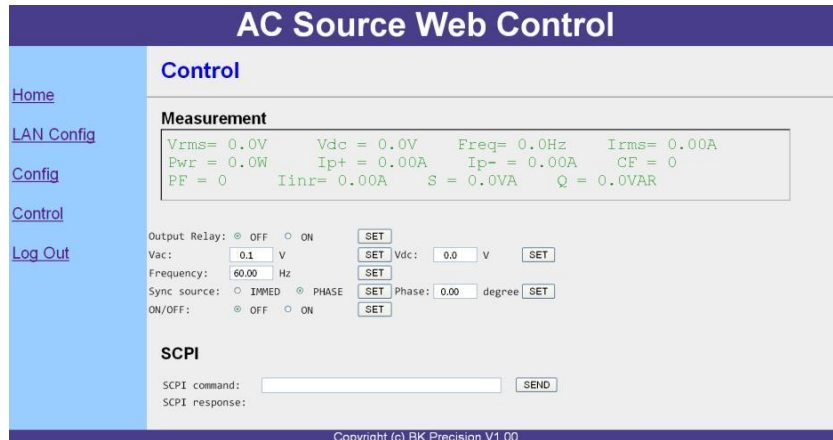 AC Source Web Control
Home
LAN Config
Config
Control
Log Out
Control
Measurement
Vrms= 0.0V Vdc = 0.0V Freq= 0.0Hz Irms= 0.00A
Pwr = 0.0W Ip+ = 0.00A Ip- = 0.00A CF = 0
PF = 0 Iinr= 0.00A S = 0.0VA Q = 0.0VAR
Output Relay: OFF ON SET
Vac: 0.1 V SET Vdc: 0.0 V SET
Frequency: 60.00 Hz SET
Sync source: IMMED PHASE SET Phase: 0.00 degree SET
ON/OFF: OFF ON SET
SCPI
SCPI command: SEND
SCPI response:
Copyright (c) BK Precision V1.00